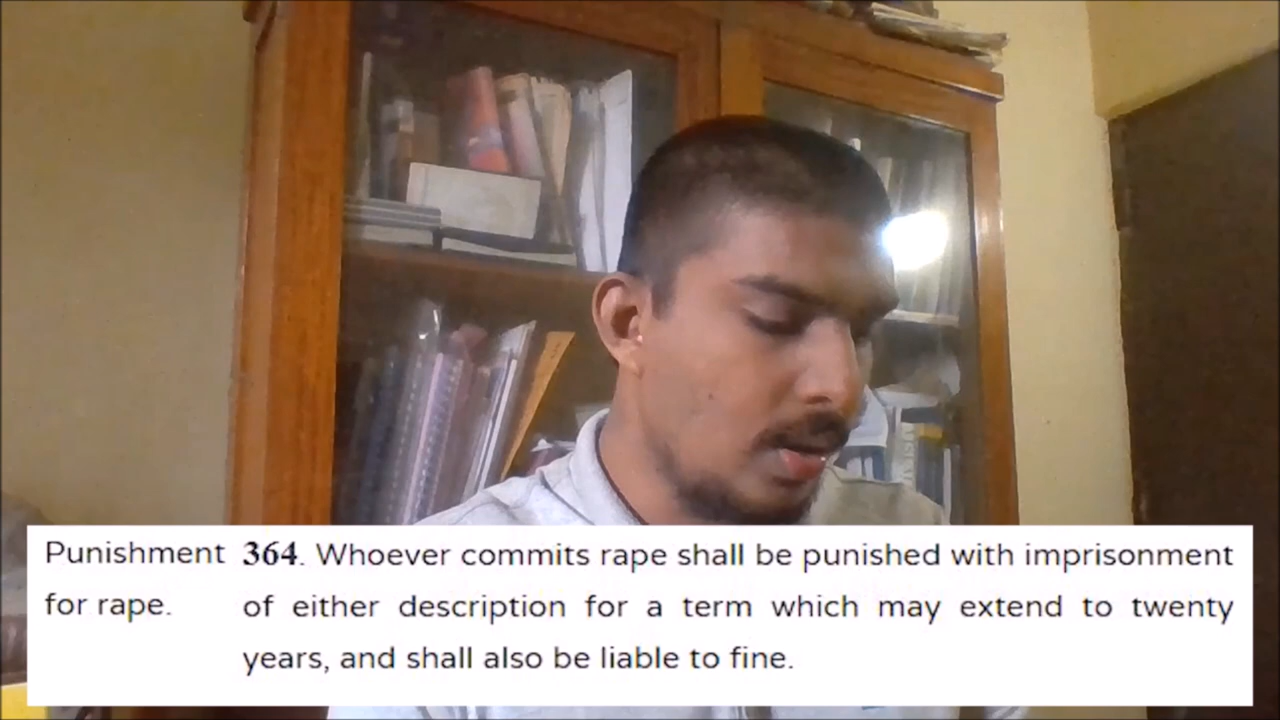 Punishment 364. Whoever commits rape shall be punished with imprisonment
for rape. of either description for a term which may extend to twenty
years, and shall also be liable to fine.